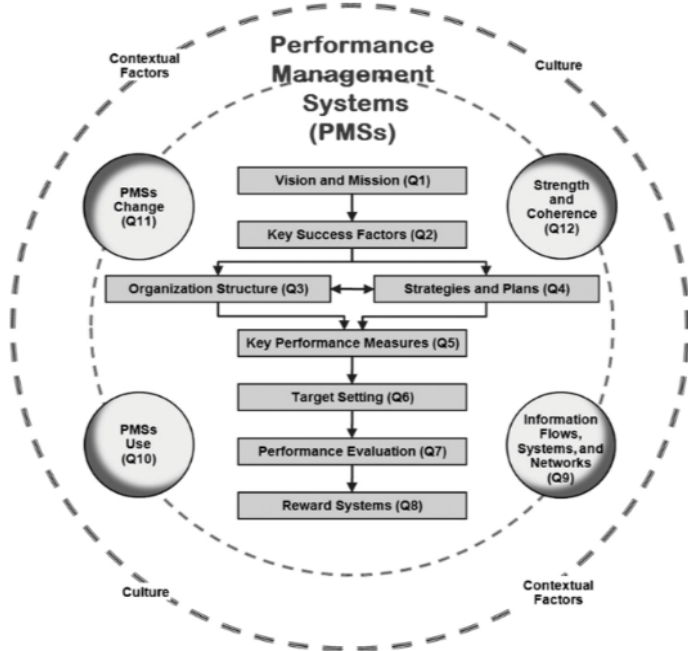 Performance
Management
Systems
(PMSs)
Contextual
Factors
Culture
PMSs
Change
(Q11)
Vision and Mission (Q1)
Strength
and
Coherence
(Q12)
Key Success Factors (Q2)
Organization Structure (Q3)
Strategies and Plans (Q4)
Key Performance Measures (Q5)
Target Setting (Q6)
PMSs
Use
(Q10)
Performance Evaluation (Q7)
Information
Flows,
Systems, and
Networks
(Q9)
Reward Systems (Q8)
Culture
Contextual
Factors